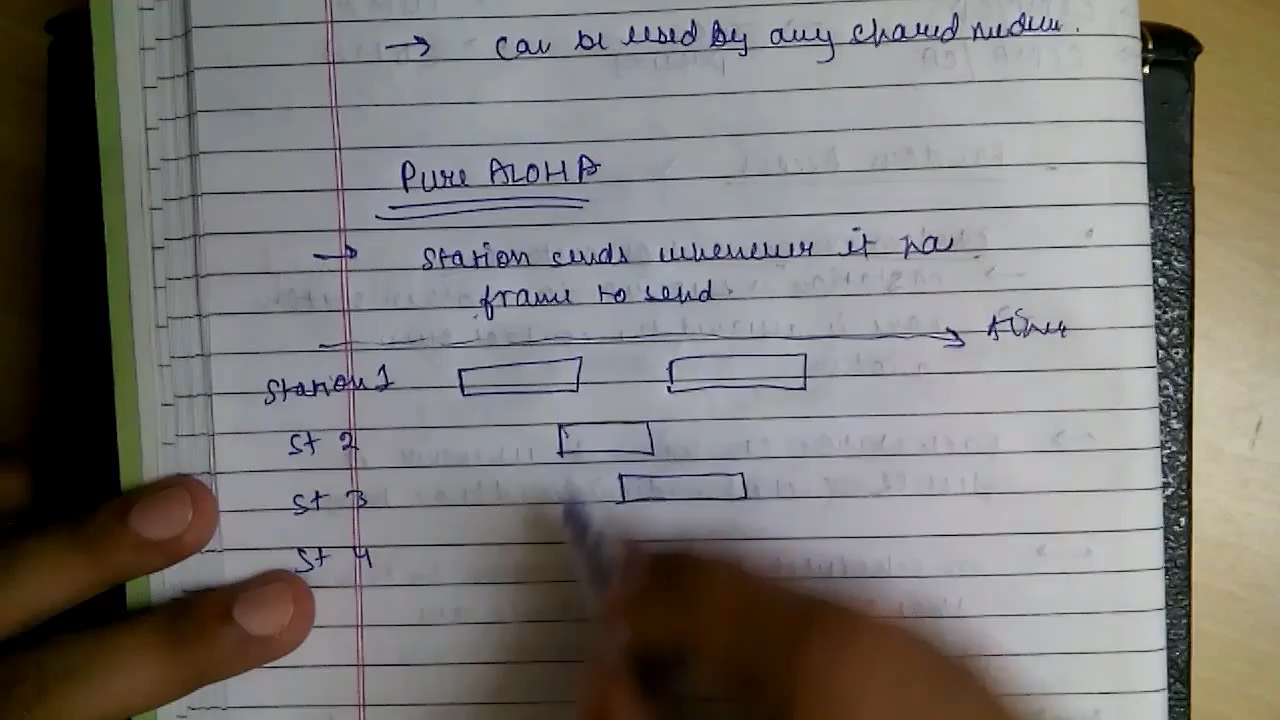 → can be used by any shared medium.
Pure ALOHA
→ station sends whenever it has
frame to send.
time
Station 1
St 2
St 3
St 4